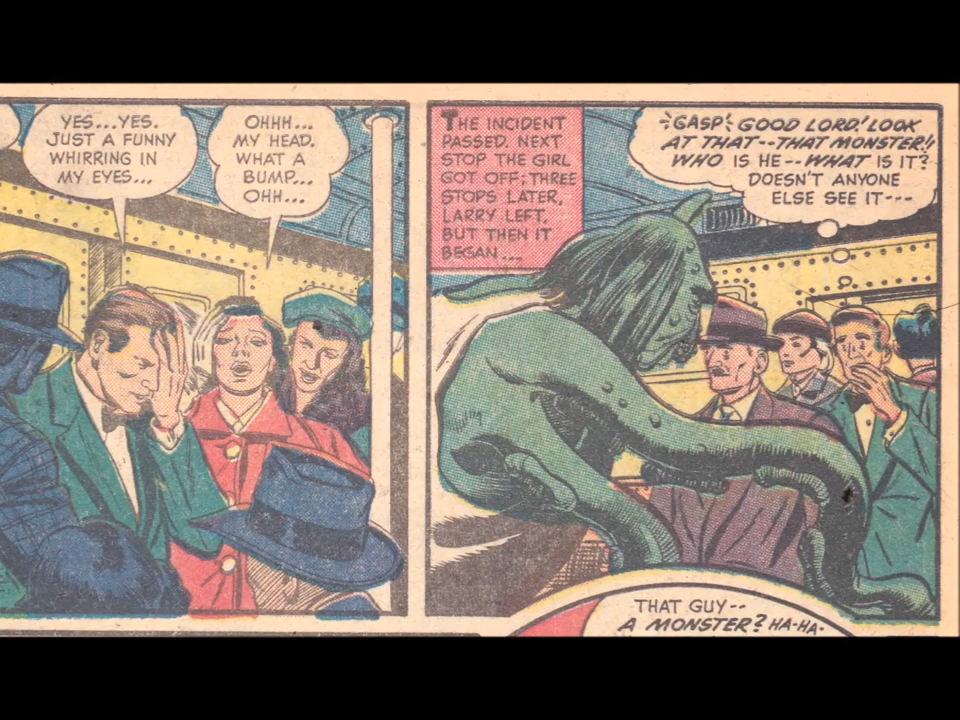 YES...YES.
JUST A FUNNY
WHIRRING IN
MY EYES...
OHHH...
MY HEAD.
WHAT A
BUMP...
OHH...
THE INCIDENT
PASSED. NEXT
STOP THE GIRL
GOT OFF; THREE
STOPS LATER,
LARRY LEFT.
BUT THEN IT
BEGAN...
GASP! GOOD LORD! LOOK
AT THAT--THAT MONSTER!!
WHO IS HE--WHAT IS IT?
DOESN'T ANYONE
ELSE SEE IT---
THAT GUY--
A MONSTER? HA-HA-